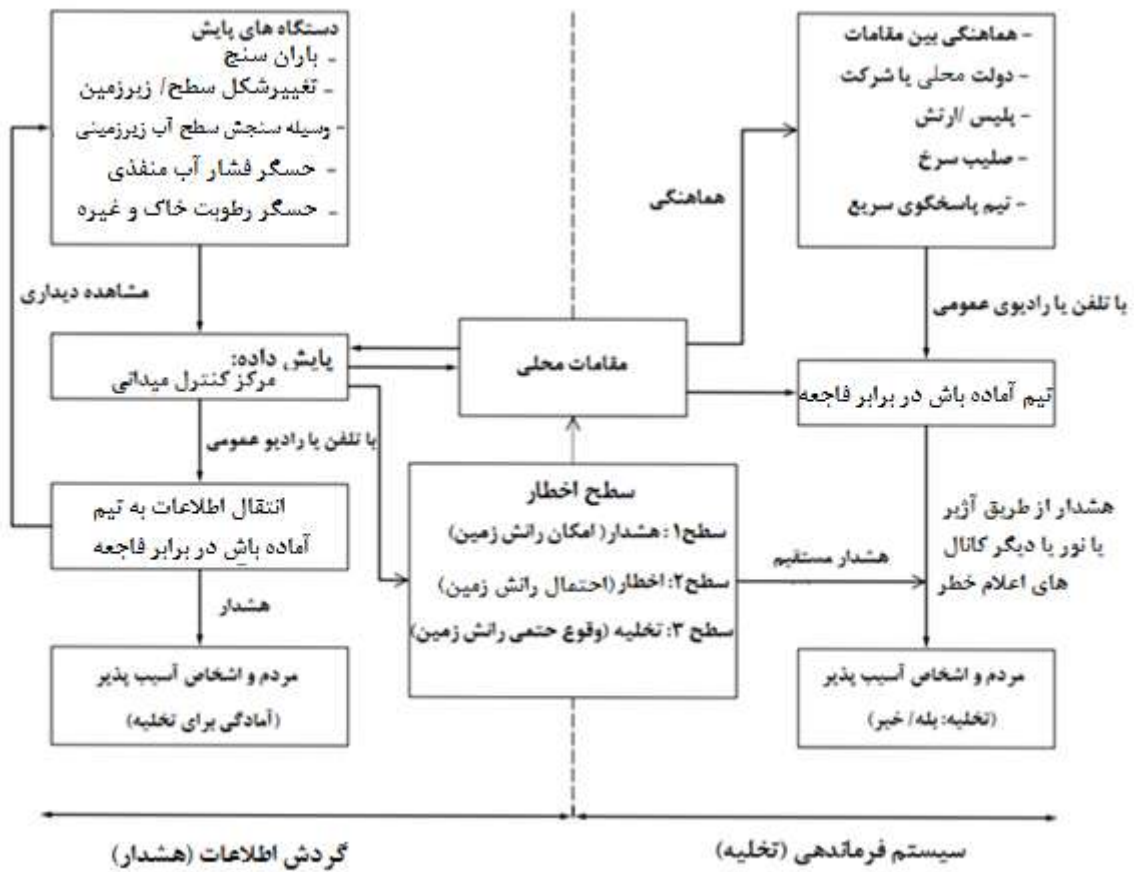 - هماهنگی بین مقامات
- دولت محلی یا شرکت
- پلیس /ارتش
- صلیب سرخ
- تیم پاسخگوی سریع
هماهنگی
با تلفن یا رادیوی عمومی
تیم آماده باش در برابر فاجعه
هشدار از طریق آژیر
یا نور یا دیگر کانال
های اعلام خطر
مردم و اشخاص آسیب پذیر
(تخلیه: بله/ خیر)
مقامات محلی
سطح اخطار
سطح۱: هشدار( امکان رانش زمین)
سطح۲: اخطار (احتمال رانش زمین)
سطح ۳: تخلیه (وقوع حتمی رانش زمین)
هشدار مستقیم
دستگاه های پایش
- باران سنج
- تغییرشکل سطح/ زیرزمین
- وسیله سنجش سطح آب زیرزمینی
- حسگر فشار آب منفذی
- حسگر رطوبت خاک و غیره
مشاهده دیداری
پایش داده:
مرکز کنترل میدانی
با تلفن یا رادیو عمومی
انتقال اطلاعات به تیم
آماده باش در برابر فاجعه
هشدار
مردم و اشخاص آسیب پذیر
(آمادگی برای تخلیه)
سیستم فرماندهی (تخلیه)
گردش اطلاعات (هشدار)